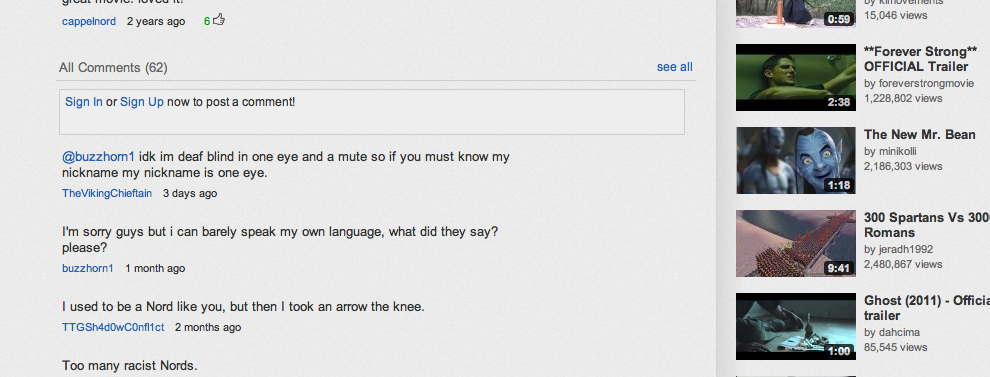 great movie. loved it!
cappelnord 2 years ago 6
All Comments (62)
see all
Sign In or Sign Up now to post a comment!
@buzzhorn1 idk im deaf blind in one eye and a mute so if you must know my
nickname my nickname is one eye.
TheVikingChieftain 3 days ago
I'm sorry guys but i can barely speak my own language, what did they say?
please?
buzzhorn1 1 month ago
I used to be a Nord like you, but then I took an arrow the knee.
TTGSh4d0wC0nfl1ct 2 months ago
Too many racist Nords.
0:59
by kimovements
15,046 views
2:38
**Forever Strong**
OFFICIAL Trailer
by foreverstrongmovie
1,228,802 views
1:18
The New Mr. Bean
by minikolli
2,186,303 views
9:41
300 Spartans Vs 300
Romans
by jeradh1992
2,480,867 views
1:00
Ghost (2011) - Officia
trailer
by dahcima
85,545 views